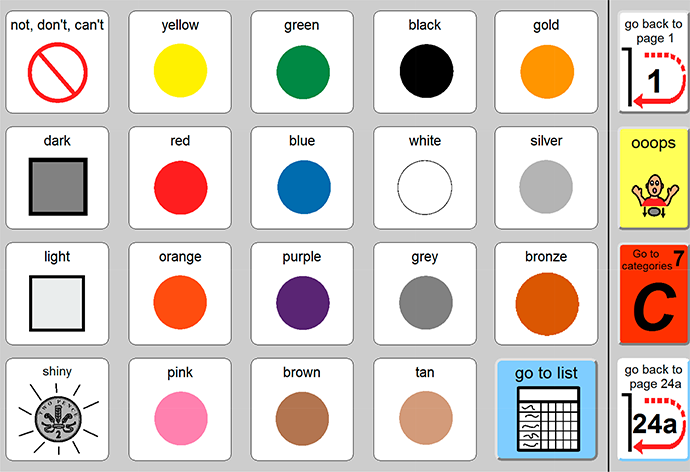 not, don't, can't
yellow
green
black
gold
go back to
page 1
1
dark
red
blue
white
silver
ooops
light
orange
purple
grey
bronze
Go to
categories 7
C
shiny
TWO PENCE
2
pink
brown
tan
go to list
go back to
page 24a
24a